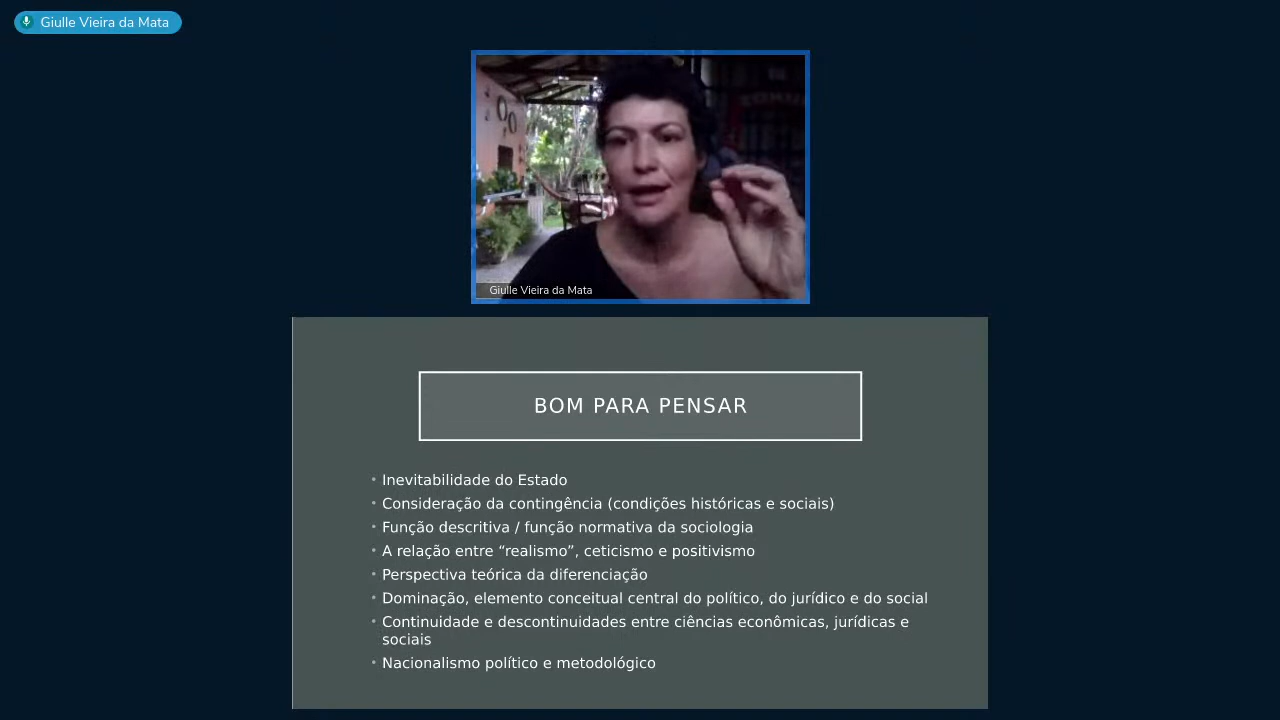 Giulle Vieira da Mata
Giulle Vieira da Mata
BOM PARA PENSAR
• Inevitabilidade do Estado
• Consideração da contingência (condições históricas e sociais)
• Função descritiva / função normativa da sociologia
• A relação entre “realismo”, ceticismo e positivismo
• Perspectiva teórica da diferenciação
• Dominação, elemento conceitual central do político, do jurídico e do social
• Continuidade e descontinuidades entre ciências econômicas, jurídicas e
sociais
• Nacionalismo político e metodológico